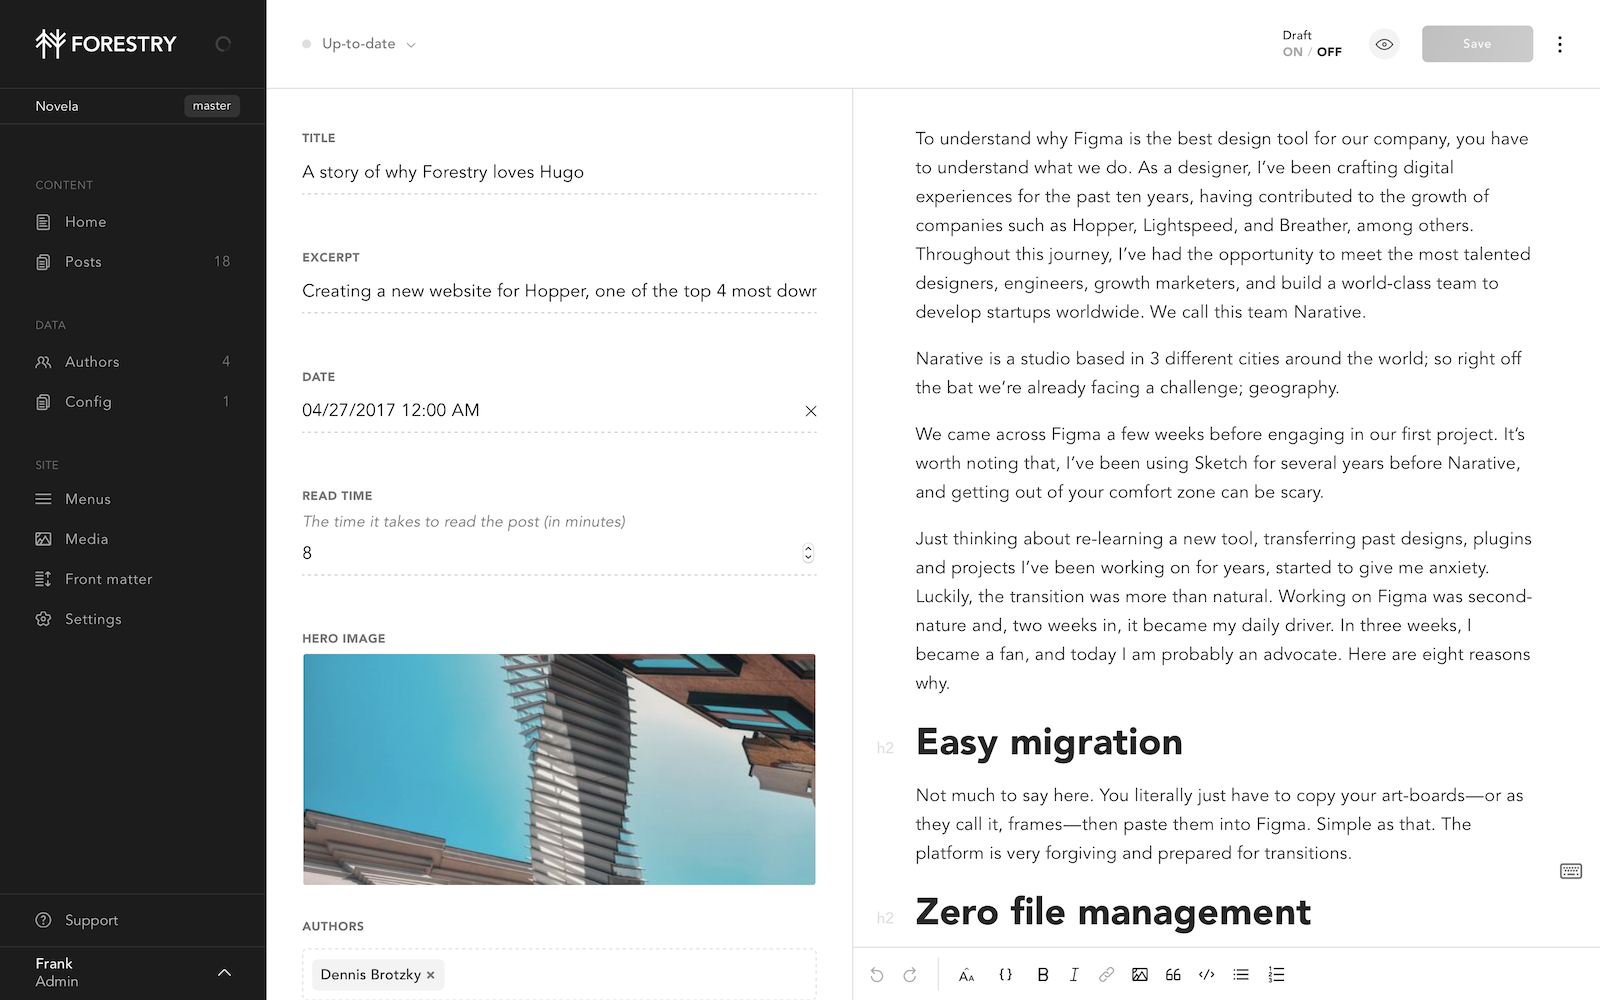 FORESTRY
Novela
master
CONTENT
Home
Posts
18
DATA
Authors
4
Config
1
SITE
Menus
Media
Front matter
Settings
Support
Frank
Admin
Up-to-date
Draft
ON / OFF
Save
TITLE
A story of why Forestry loves Hugo
EXCERPT
Creating a new website for Hopper, one of the top 4 most dowr
DATE
04/27/2017 12:00 AM
READ TIME
The time it takes to read the post (in minutes)
8
HERO IMAGE
AUTHORS
Dennis Brotzky ×
To understand why Figma is the best design tool for our company, you have
to understand what we do. As a designer, I’ve been crafting digital
experiences for the past ten years, having contributed to the growth of
companies such as Hopper, Lightspeed, and Breather, among others.
Throughout this journey, I’ve had the opportunity to meet the most talented
designers, engineers, growth marketers, and build a world-class team to
develop startups worldwide. We call this team Narative.
Narative is a studio based in 3 different cities around the world; so right off
the bat we’re already facing a challenge; geography.
We came across Figma a few weeks before engaging in our first project. It’s
worth noting that, I’ve been using Sketch for several years before Narative,
and getting out of your comfort zone can be scary.
Just thinking about re-learning a new tool, transferring past designs, plugins
and projects I’ve been working on for years, started to give me anxiety.
Luckily, the transition was more than natural. Working on Figma was second-
nature and, two weeks in, it became my daily driver. In three weeks, I
became a fan, and today I am probably an advocate. Here are eight reasons
why.
h2
Easy migration
Not much to say here. You literally just have to copy your art-boards—or as
they call it, frames—then paste them into Figma. Simple as that. The
platform is very forgiving and prepared for transitions.
h2
Zero file management